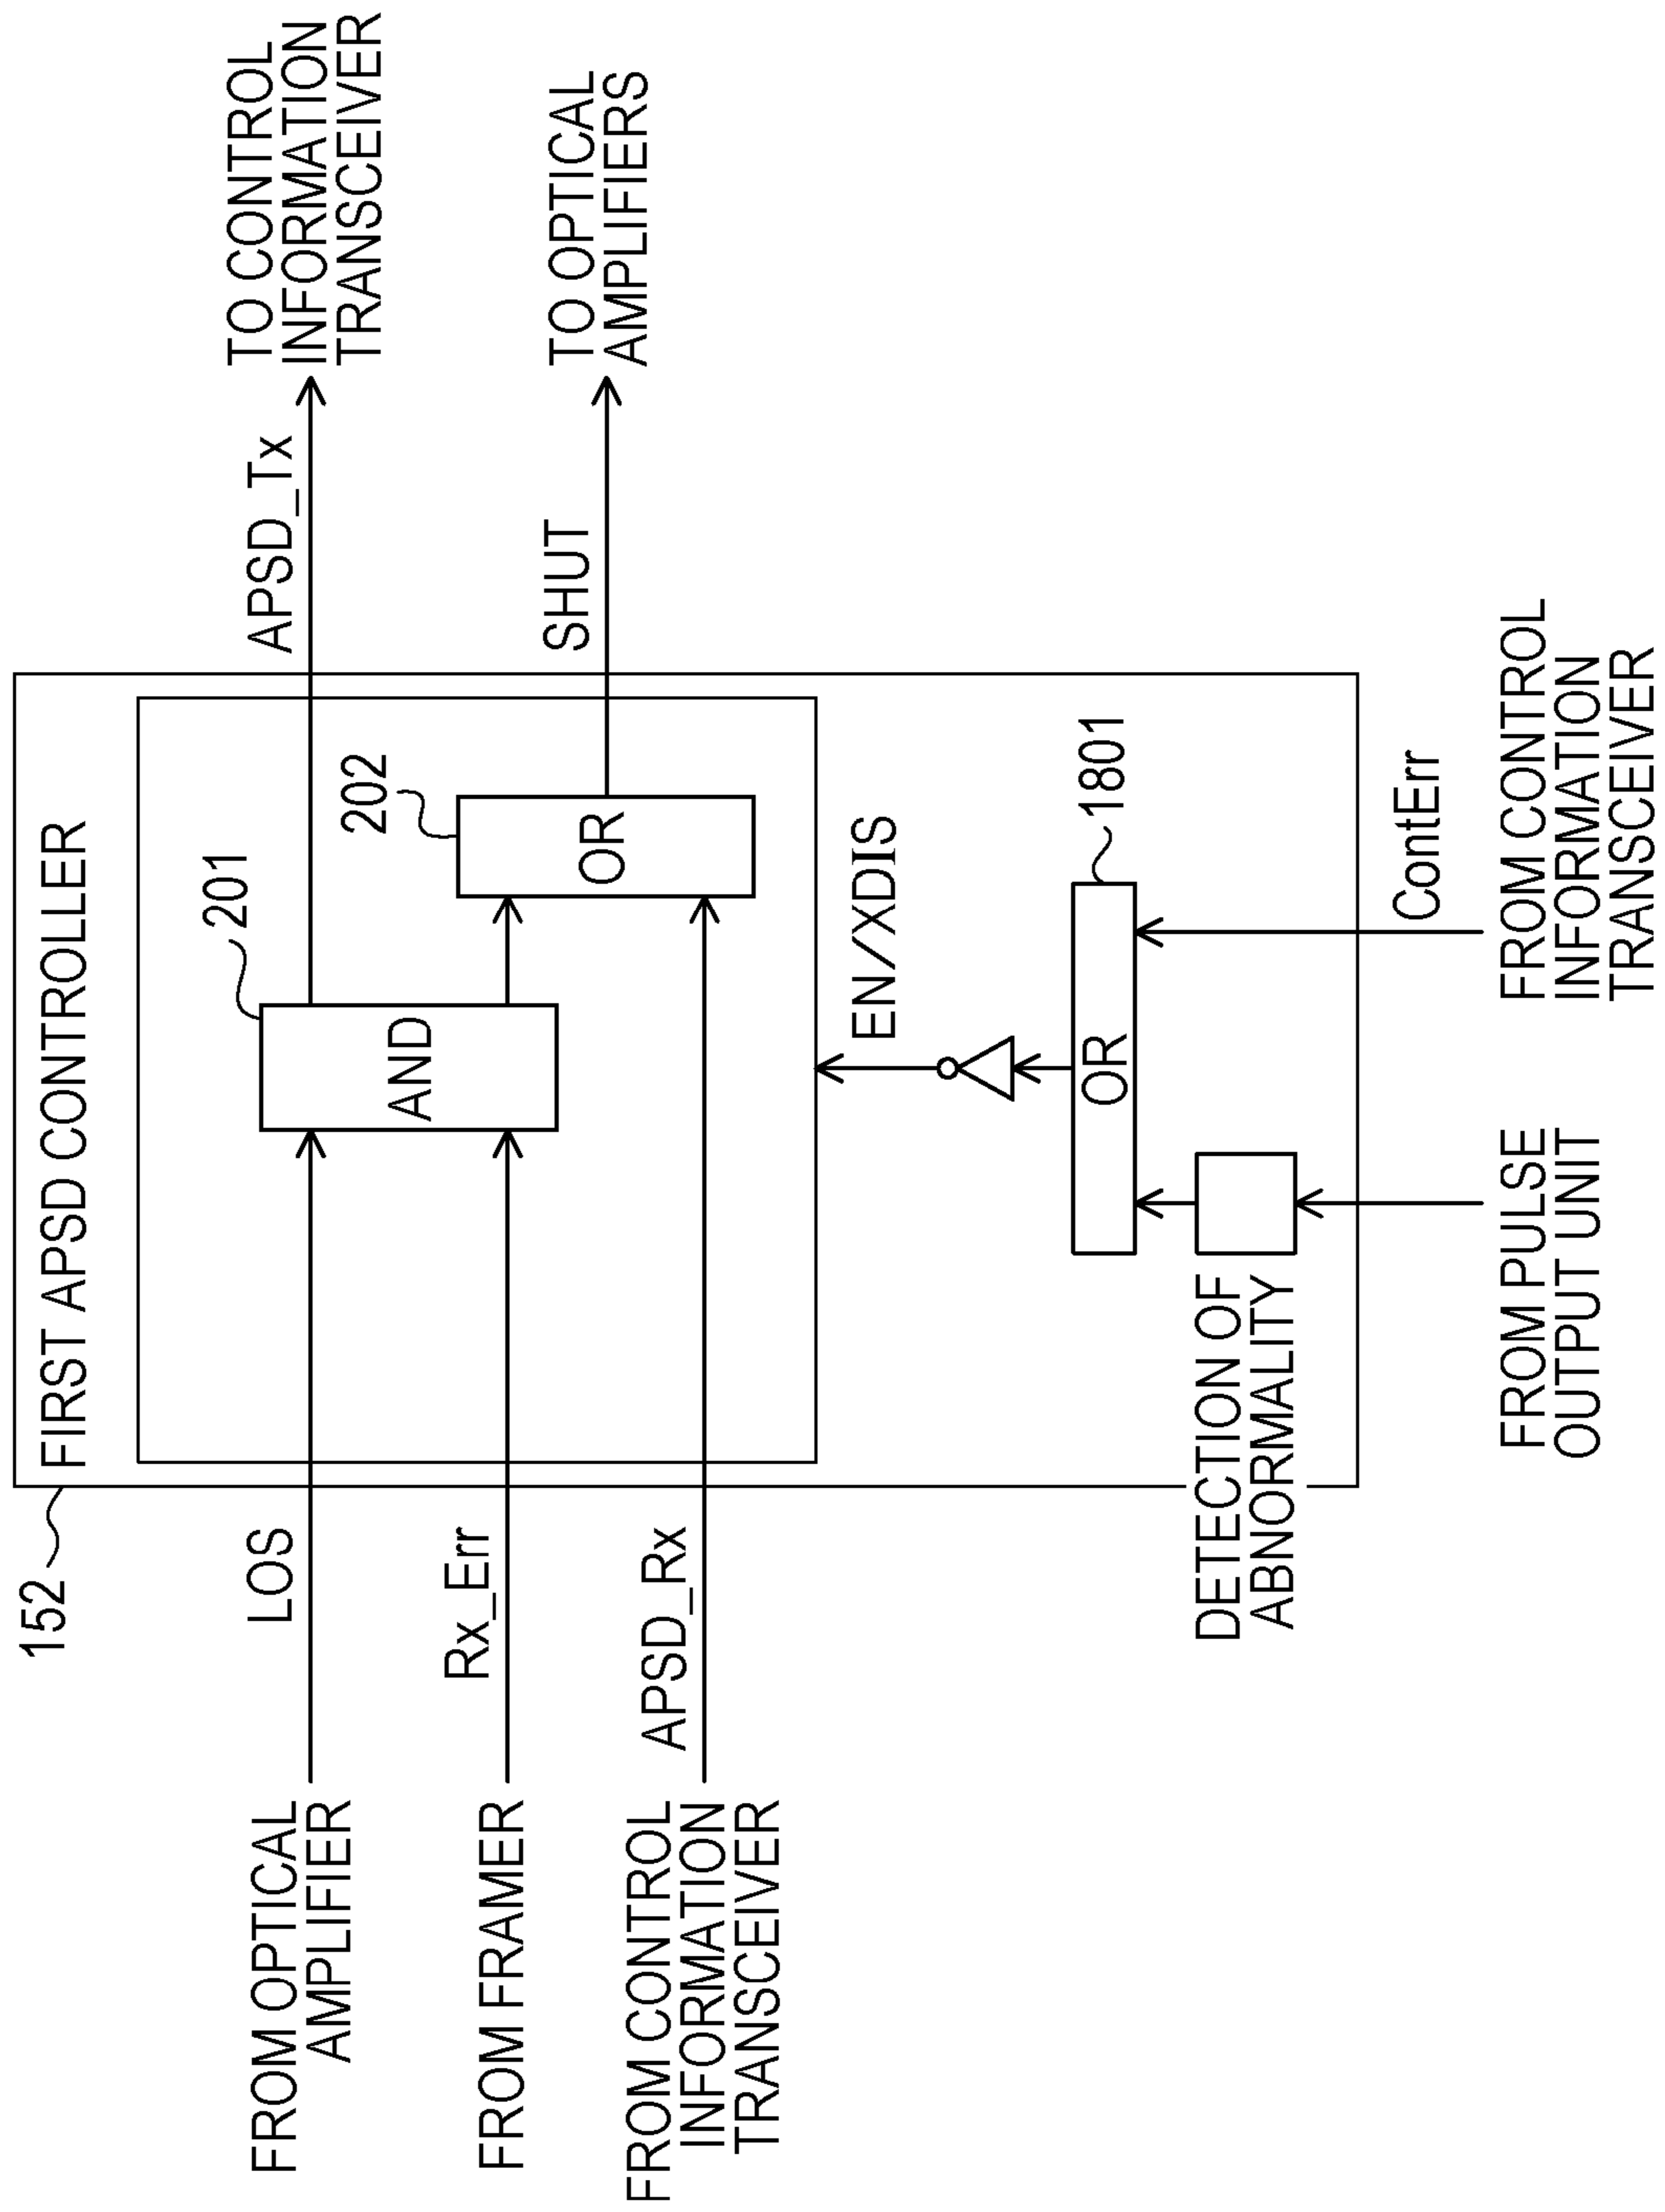 152
FIRST APSD CONTROLLER
FROM OPTICAL
AMPLIFIER
LOS
201
AND
APSD_Tx
TO CONTROL
INFORMATION
TRANSCEIVER
FROM FRAMER
Rx_Err
202
OR
SHUT
TO OPTICAL
AMPLIFIERS
FROM CONTROL
INFORMATION
TRANSCEIVER
APSD_Rx
EN/XDIS
OR
1801
DETECTION OF
ABNORMALITY
ContErr
FROM PULSE
OUTPUT UNIT
FROM CONTROL
INFORMATION
TRANSCEIVER